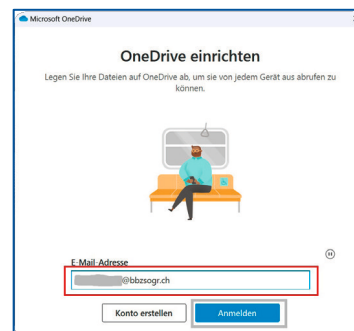 Microsoft OneDrive
OneDrive einrichten
Legen Sie Ihre Dateien auf OneDrive ab, um sie von jedem Gerät aus abrufen zu
können.
E-Mail-Adresse
@bbzsogr.ch
Konto erstellen Anmelden